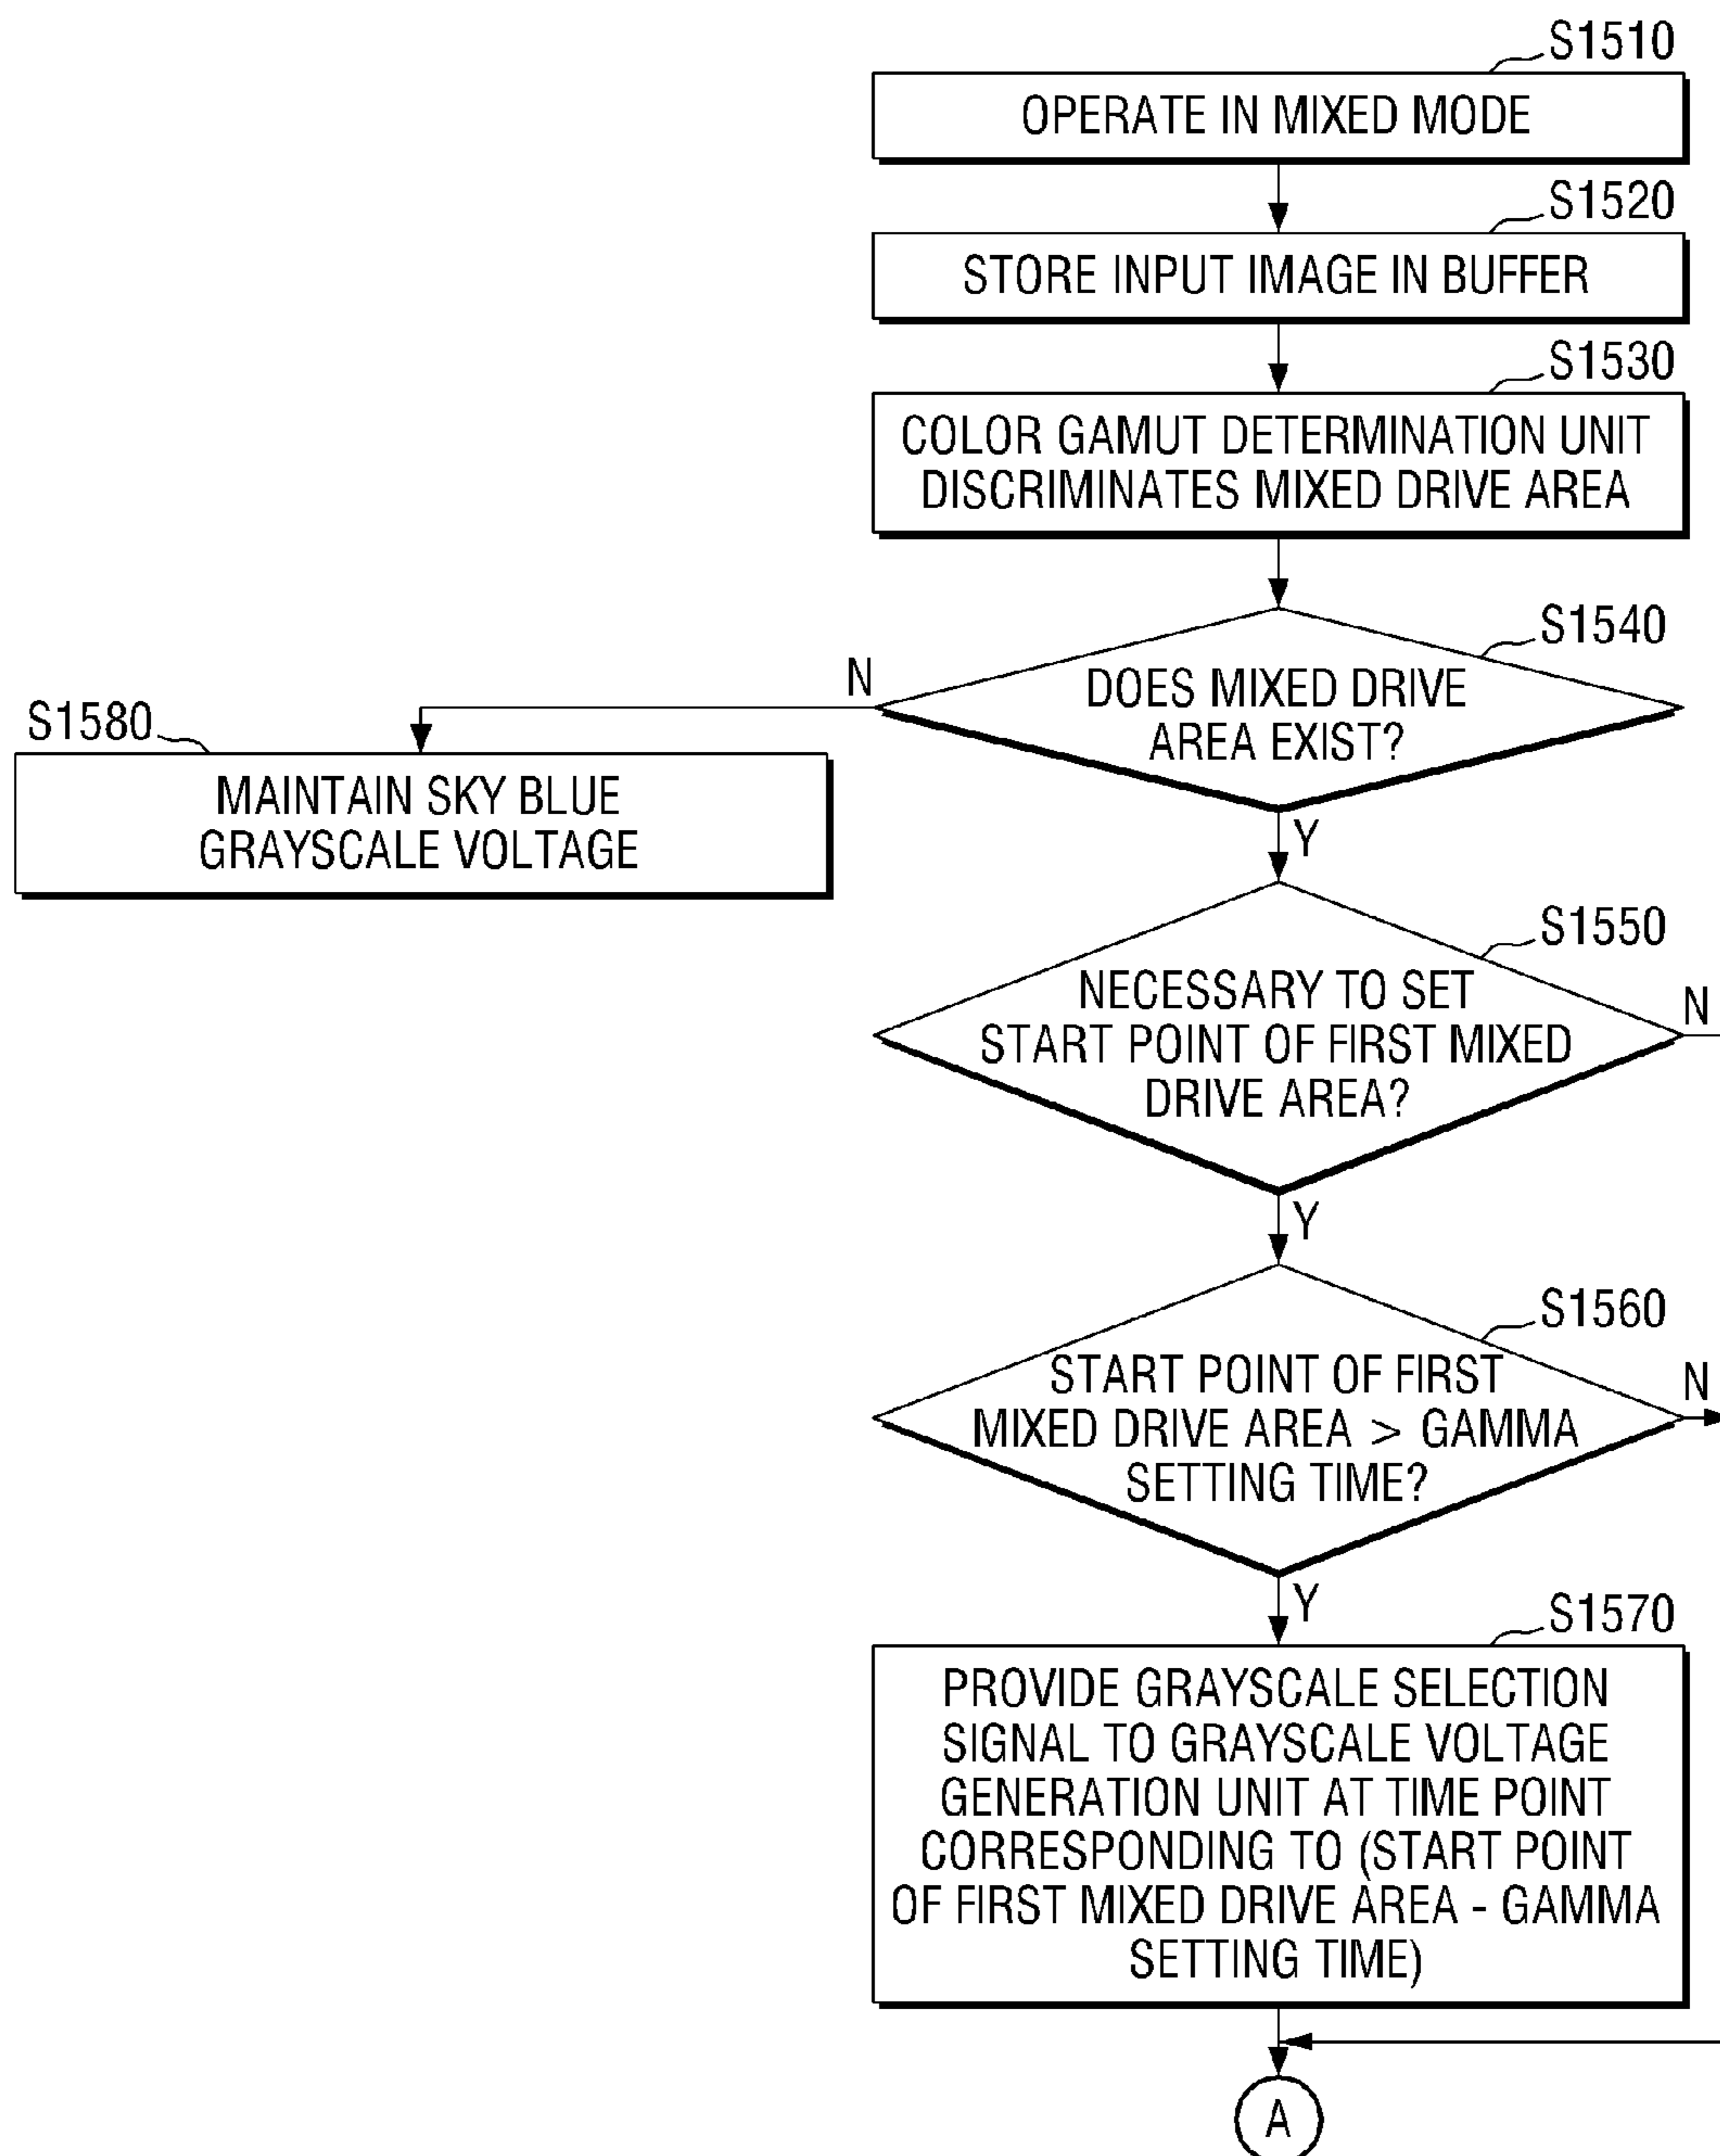 S1510
OPERATE IN MIXED MODE
S1520
STORE INPUT IMAGE IN BUFFER
S1530
COLOR GAMUT DETERMINATION UNIT
DISCRIMINATES MIXED DRIVE AREA
S1540
DOES MIXED DRIVE
AREA EXIST?
N
S1580
MAINTAIN SKY BLUE
GRAYSCALE VOLTAGE
Y
S1550
NECESSARY TO SET
START POINT OF FIRST MIXED
DRIVE AREA?
N
Y
S1560
START POINT OF FIRST
MIXED DRIVE AREA > GAMMA
SETTING TIME?
N
Y
S1570
PROVIDE GRAYSCALE SELECTION
SIGNAL TO GRAYSCALE VOLTAGE
GENERATION UNIT AT TIME POINT
CORRESPONDING TO (START POINT
OF FIRST MIXED DRIVE AREA - GAMMA
SETTING TIME)
A